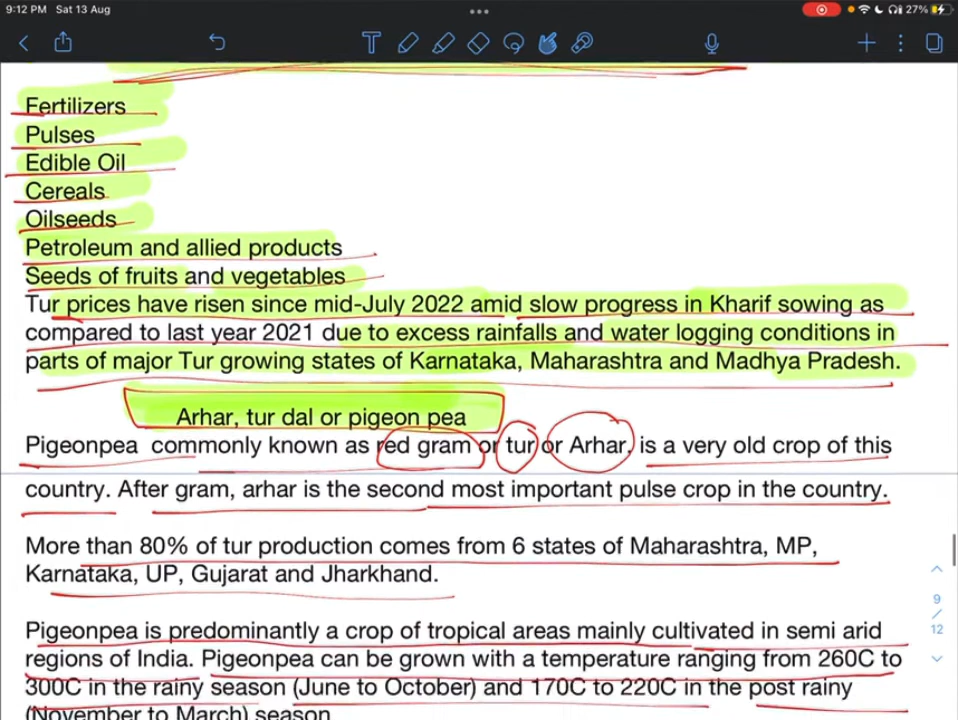 9:12 PM Sat 13 Aug
27%
T
Fertilizers
Pulses
Edible Oil
Cereals
Oilseeds
Petroleum and allied products
Seeds of fruits and vegetables
Tur prices have risen since mid-July 2022 amid slow progress in Kharif sowing as
compared to last year 2021 due to excess rainfalls and water logging conditions in
parts of major Tur growing states of Karnataka, Maharashtra and Madhya Pradesh.
Arhar, tur dal or pigeon pea
Pigeonpea commonly known as red gram or tur or Arhar, is a very old crop of this
country. After gram, arhar is the second most important pulse crop in the country.
More than 80% of tur production comes from 6 states of Maharashtra, MP,
Karnataka, UP, Gujarat and Jharkhand.
Pigeonpea is predominantly a crop of tropical areas mainly cultivated in semi arid
regions of India. Pigeonpea can be grown with a temperature ranging from 260C to
300C in the rainy season (June to October) and 170C to 220C in the post rainy
(November to March) season
9
/
12